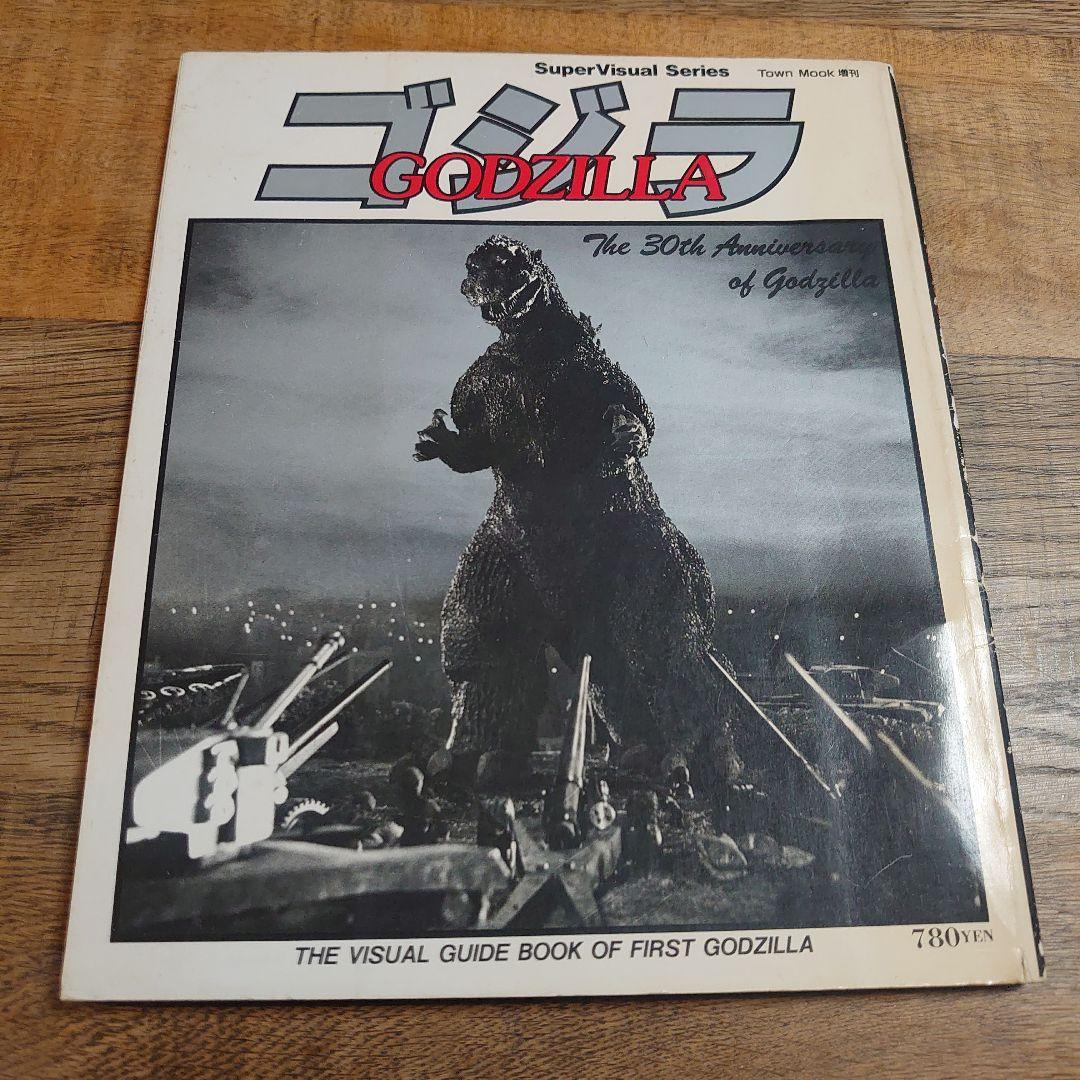 SuperVisual Series
Town Mook 増刊
ゴジラ
GODZILLA
The 30th Anniversary
of Godzilla
THE VISUAL GUIDE BOOK OF FIRST GODZILLA
780YEN